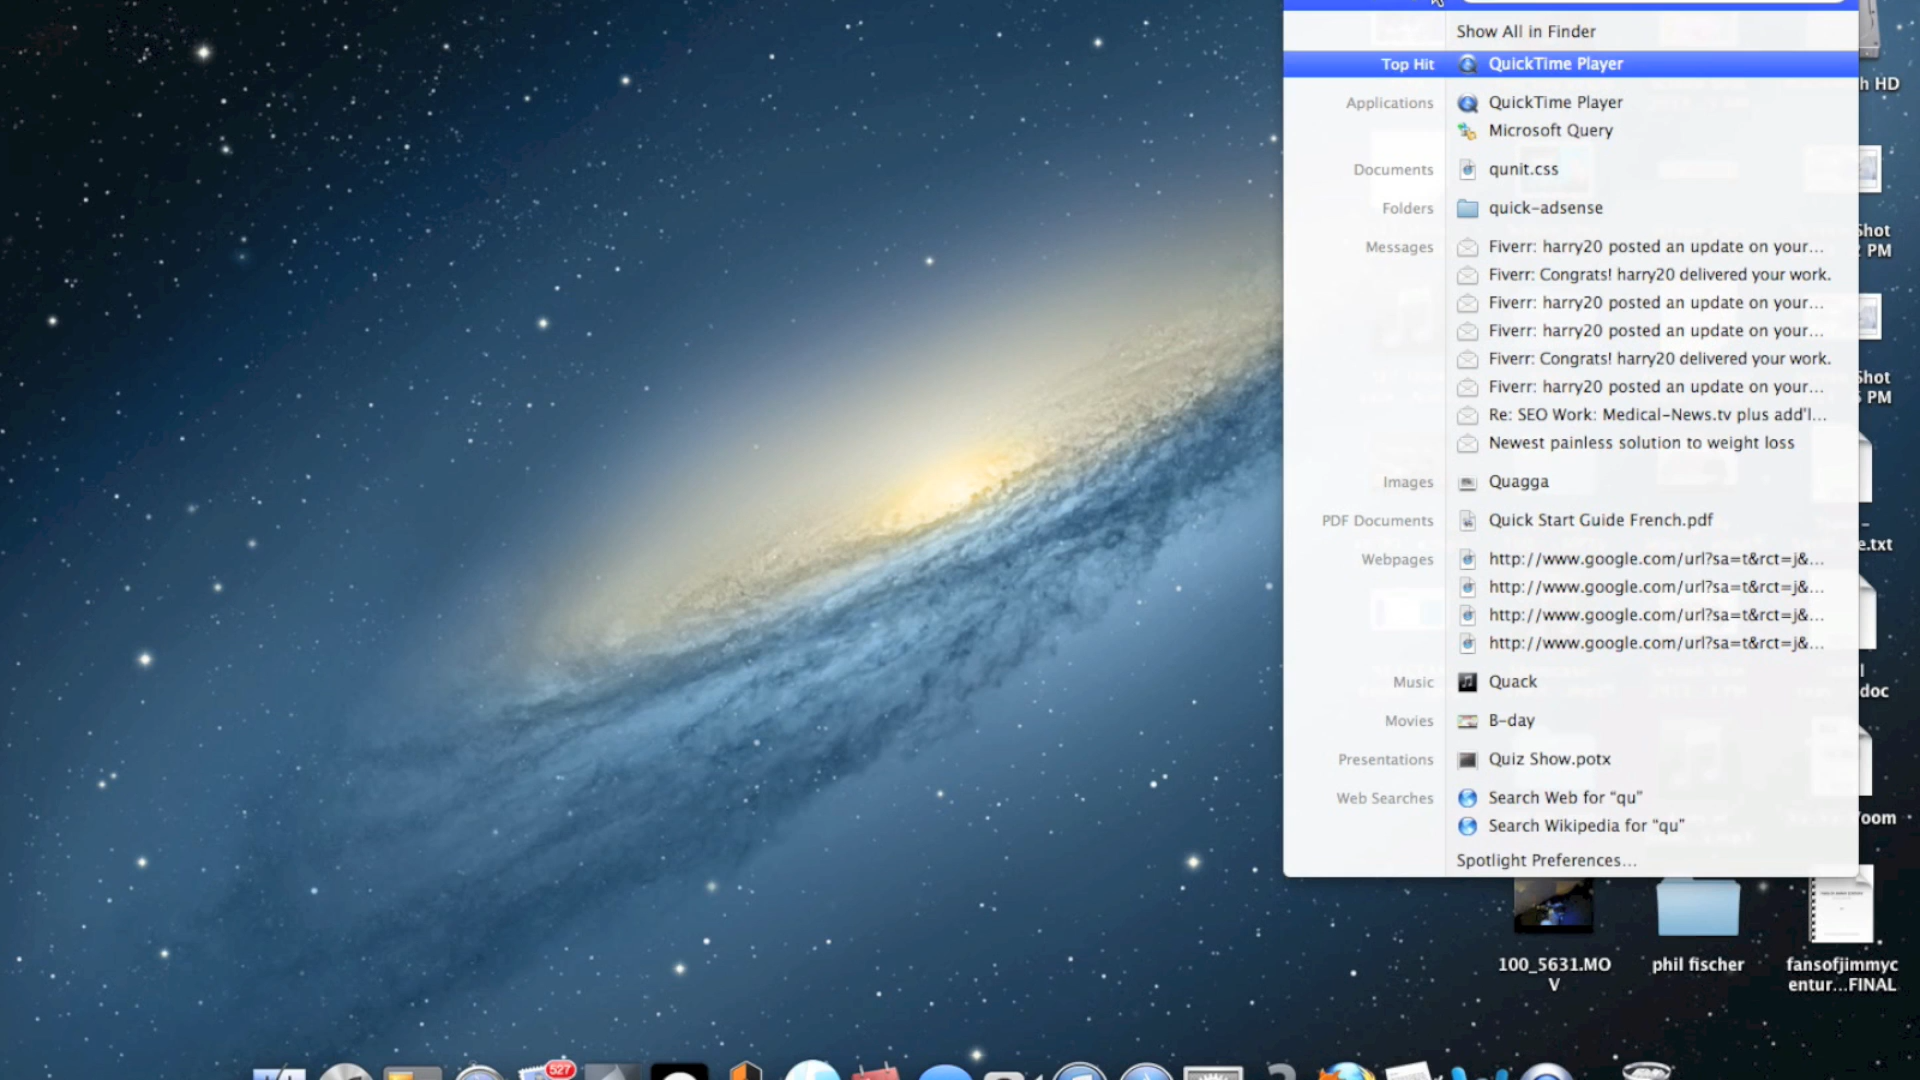 Show All in Finder
Top Hit QuickTime Player
Applications QuickTime Player
Microsoft Query
Documents qunit.css
Folders quick-adsense
Messages Fiverr: harry20 posted an update on your...
Fiverr: Congrats! harry20 delivered your work.
Fiverr: harry20 posted an update on your...
Fiverr: harry20 posted an update on your...
Fiverr: Congrats! harry20 delivered your work.
Fiverr: harry20 posted an update on your...
Re: SEO Work: Medical-News.tv plus add'l...
Newest painless solution to weight loss
Images Quagga
PDF Documents Quick Start Guide French.pdf
Webpages http://www.google.com/url?sa=t&rct=j&...
http://www.google.com/url?sa=t&rct=j&...
http://www.google.com/url?sa=t&rct=j&...
http://www.google.com/url?sa=t&rct=j&...
Music Quack
Movies B-day
Presentations Quiz Show.potx
Web Searches Search Web for “qu”
Search Wikipedia for “qu”
Spotlight Preferences...
HD
PM
PM
doc
100_5631.MO
V
phil fischer
fansofjimmyc
entur...FINAL
527